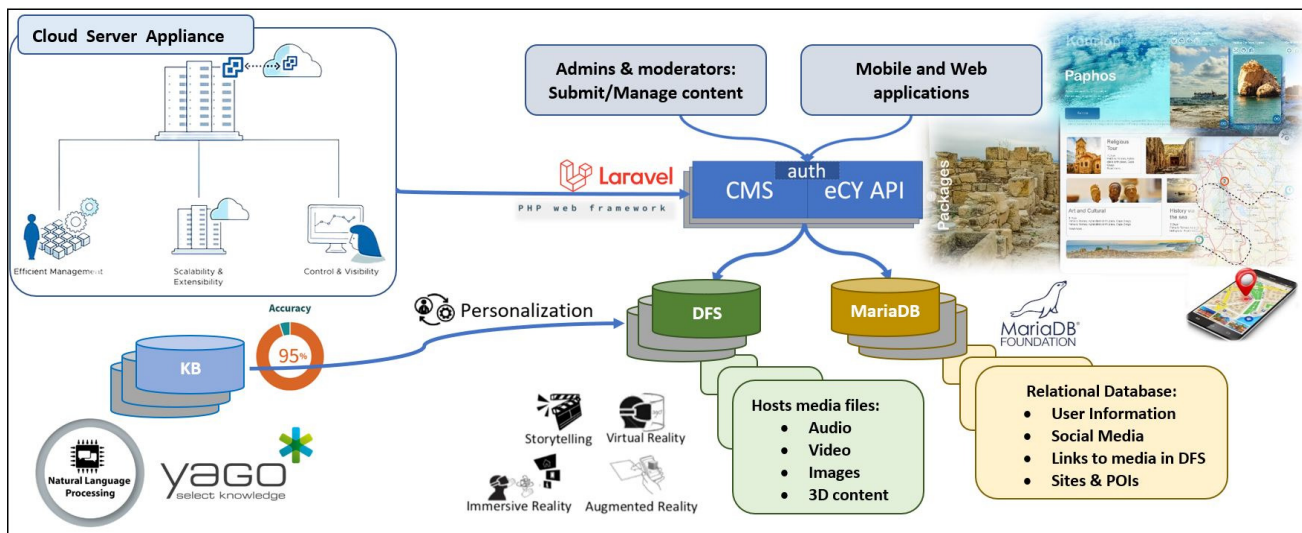 Cloud Server Appliance
Efficient Management
Scalability &
Extensibility
Control & Visibility
Admins & moderators:
Submit/Manage content
Mobile and Web
applications
Laravel
PHP web framework
auth
CMS
eCY API
Packages
Kourion
Paphos
Religious
Tour
Art and Cultural
History
the sea
Accuracy
95%
KB
Personalization
DFS
MariaDB
MariaDB
FOUNDATION
Natural Language
Processing
yago
select knowledge
Storytelling
Virtual Reality
Immersive Reality
Augmented Reality
Hosts media files:
• Audio
• Video
• Images
• 3D content
Relational Database:
• User Information
• Social Media
• Links to media in DFS
• Sites & POIs